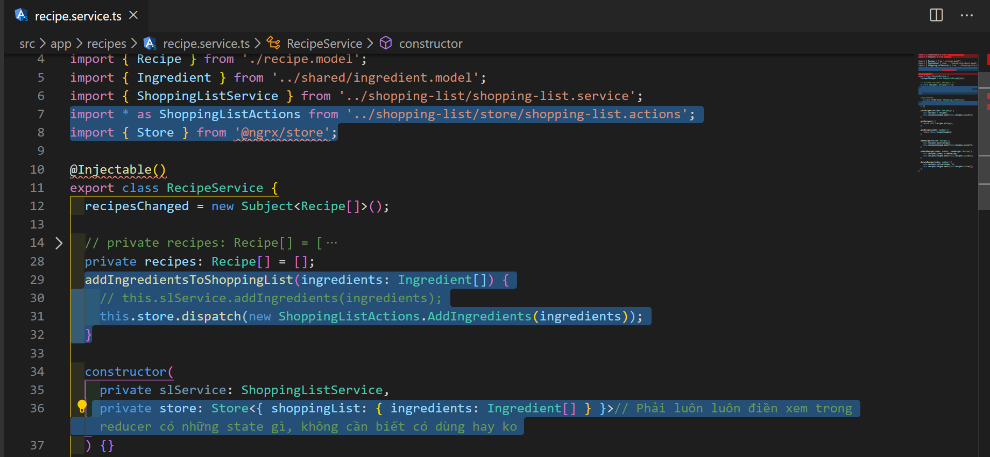 recipe.service.ts
src > app > recipes > recipe.service.ts > RecipeService > constructor
4 import { Recipe } from './recipe.model';
5 import { Ingredient } from '../shared/ingredient.model';
6 import { ShoppingListService } from '../shopping-list/shopping-list.service';
7 import * as ShoppingListActions from '../shopping-list/store/shopping-list.actions';
8 import { Store } from '@ngrx/store';
9
10 @Injectable()
11 export class RecipeService {
12 recipesChanged = new Subject<Recipe[]>();
13
14 // private recipes: Recipe[] = [ ...
28 private recipes: Recipe[] = [];
29 addIngredientsToShoppingList(ingredients: Ingredient[]) {
30 // this.slService.addIngredients(ingredients);
31 this.store.dispatch(new ShoppingListActions.AddIngredients(ingredients));
32 }
33
34 constructor(
35 private slService: ShoppingListService,
36 private store: Store<{ shoppingList: { ingredients: Ingredient[] } }>// Phải luôn luôn điền xem trong
reducer có những state gì, không cần biết có dùng hay ko
37 ) {}